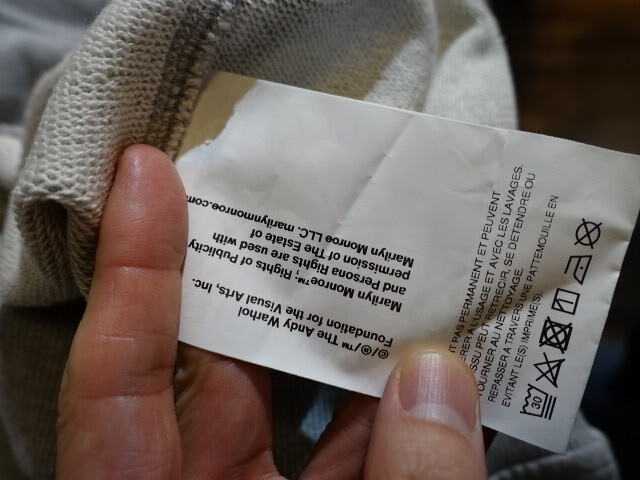 ©/®/™ The Andy Warhol
Foundation for the Visual Arts, Inc.
Marilyn Monroe™; Rights of Publicity
and Persona Rights are used with
permission of The Estate of
Marilyn Monroe LLC. marilynmonroe.com
PAS PERMANENT ET PEUVENT
A L'USAGE ET AVEC LES LAVAGES.
PEUT RETRECIR, SE DETENDRE OU
AU NETTOYAGE.
REPASSER A TRAVERS UNE PATTEMOUILLE EN
EVITANT LE(S) IMPRIME(S)
30